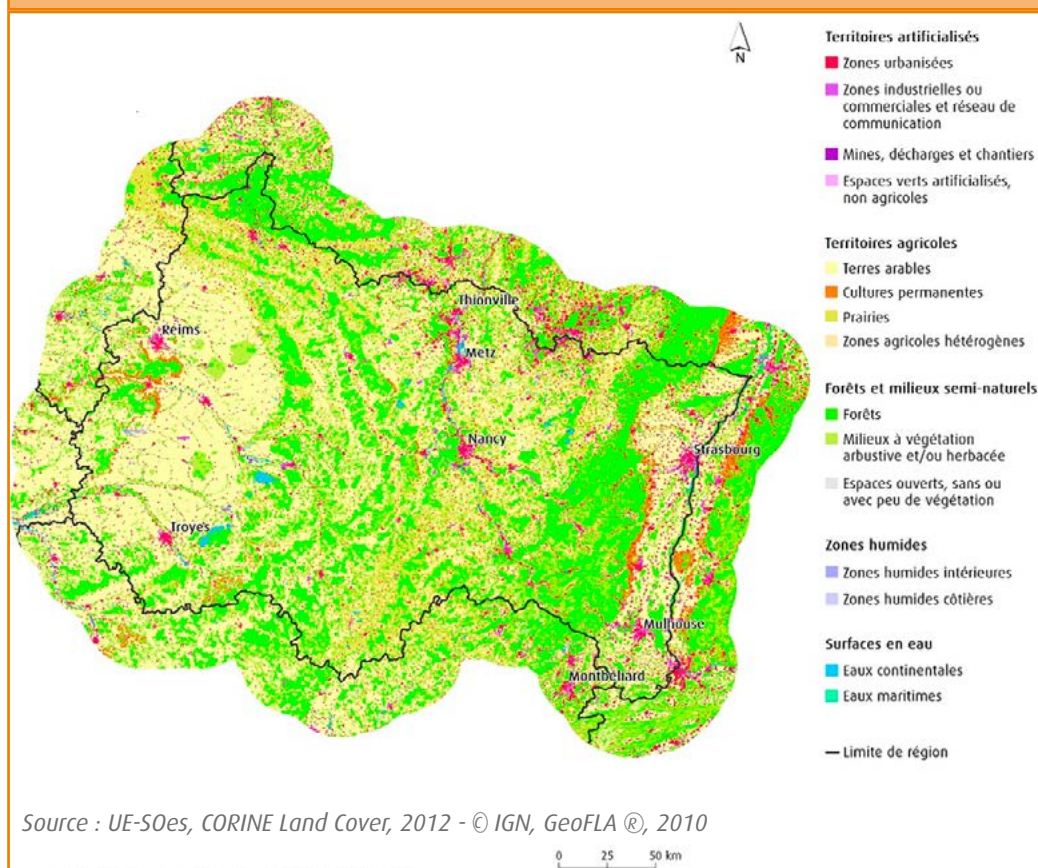 N
Territoires artificialisés
Zones urbanisées
Zones industrielles ou
commerciales et réseau de
communication
Mines, décharges et chantiers
Espaces verts artificialisés,
non agricoles
Territoires agricoles
Terres arables
Cultures permanentes
Prairies
Zones agricoles hétérogènes
Forêts et milieux semi-naturels
Forêts
Milieux à végétation
arbustive et/ou herbacée
Espaces ouverts, sans ou
avec peu de végétation
Zones humides
Zones humides intérieures
Zones humides côtières
Surfaces en eau
Eaux continentales
Eaux maritimes
Limite de région
Thionville
Reims
Metz
Nancy
Strasbourg
Troyes
Mulhouse
Montbéliard
Source : UE-SOes, CORINE Land Cover, 2012 - © IGN, GeoFLA ®, 2010
0 25 50 km